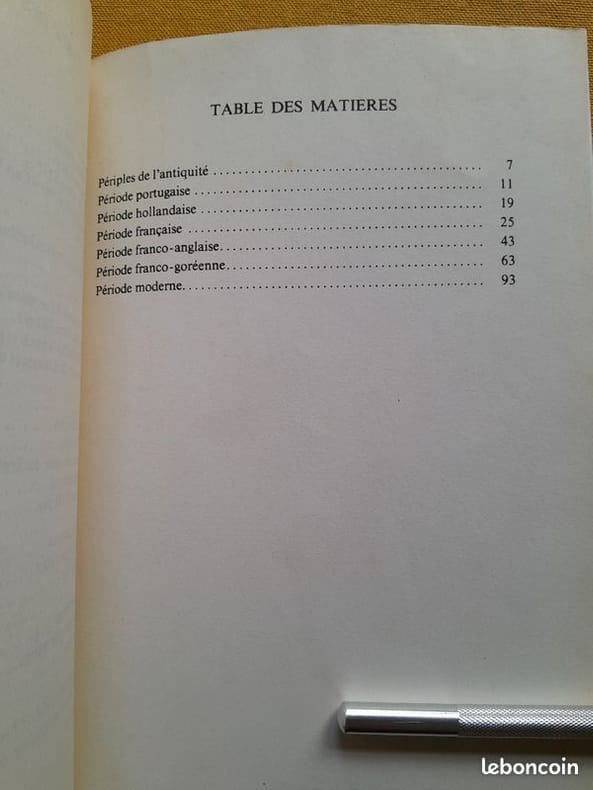 TABLE DES MATIERES
Périples de l'antiquité ........................................ 7
Période portugaise ........................................ 11
Période hollandaise ........................................ 19
Période française ........................................ 25
Période franco-anglaise........................................ 43
Période franco-goréenne........................................ 63
Période moderne........................................ 93
leboncoin